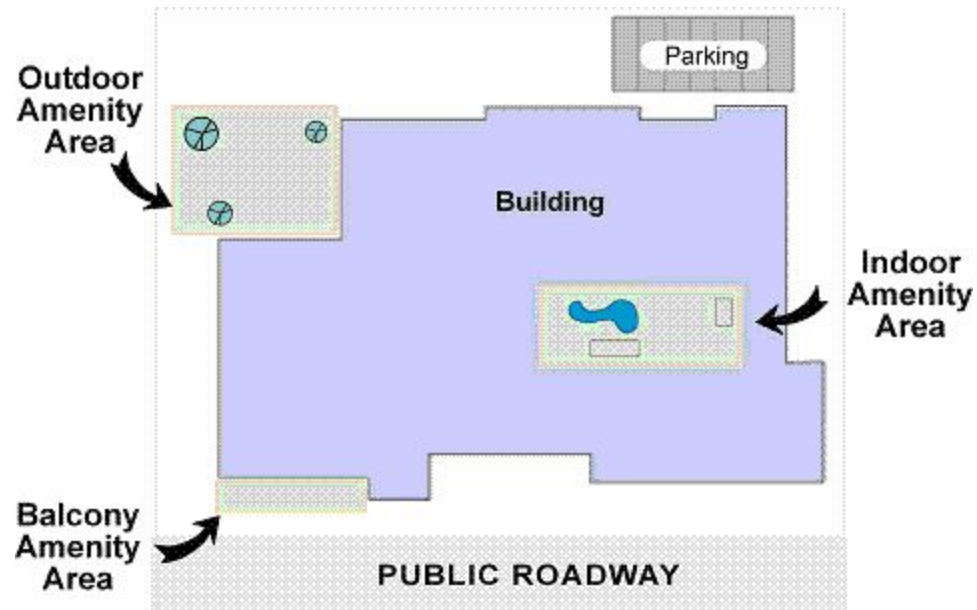 Parking
Outdoor
Amenity
Area
Building
Indoor
Amenity
Area
Balcony
Amenity
Area
PUBLIC ROADWAY